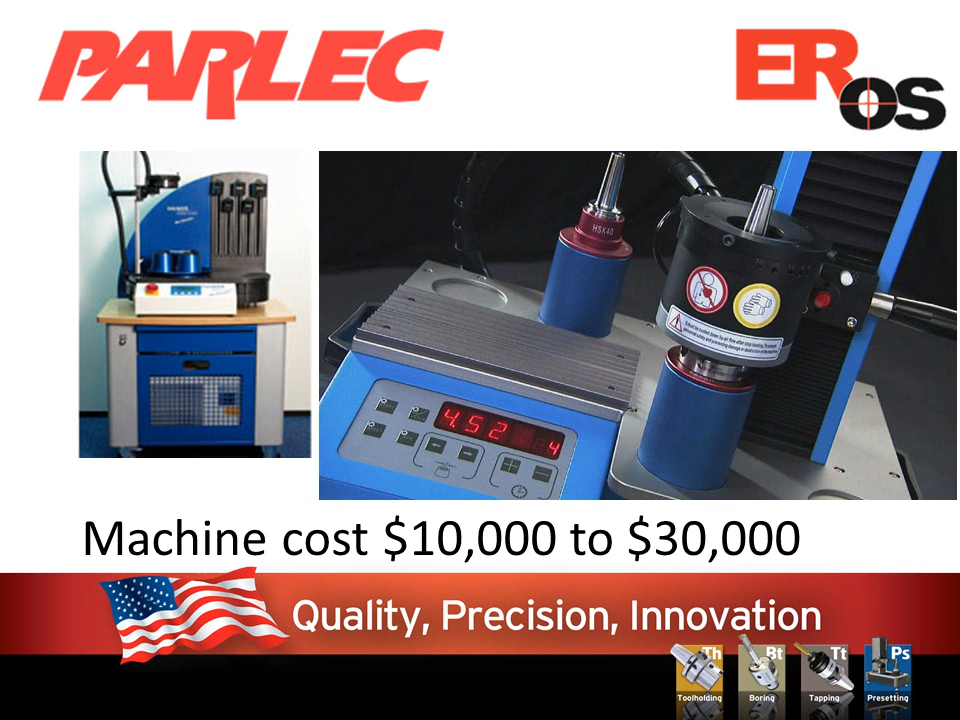 PARLEC
ER
OS
HAIMER
HSK40
4.52 4
Machine cost $10,000 to $30,000
Quality, Precision, Innovation
Th
Bt
Tt
Ps
Toolholding
Boring
Tapping
Presetting